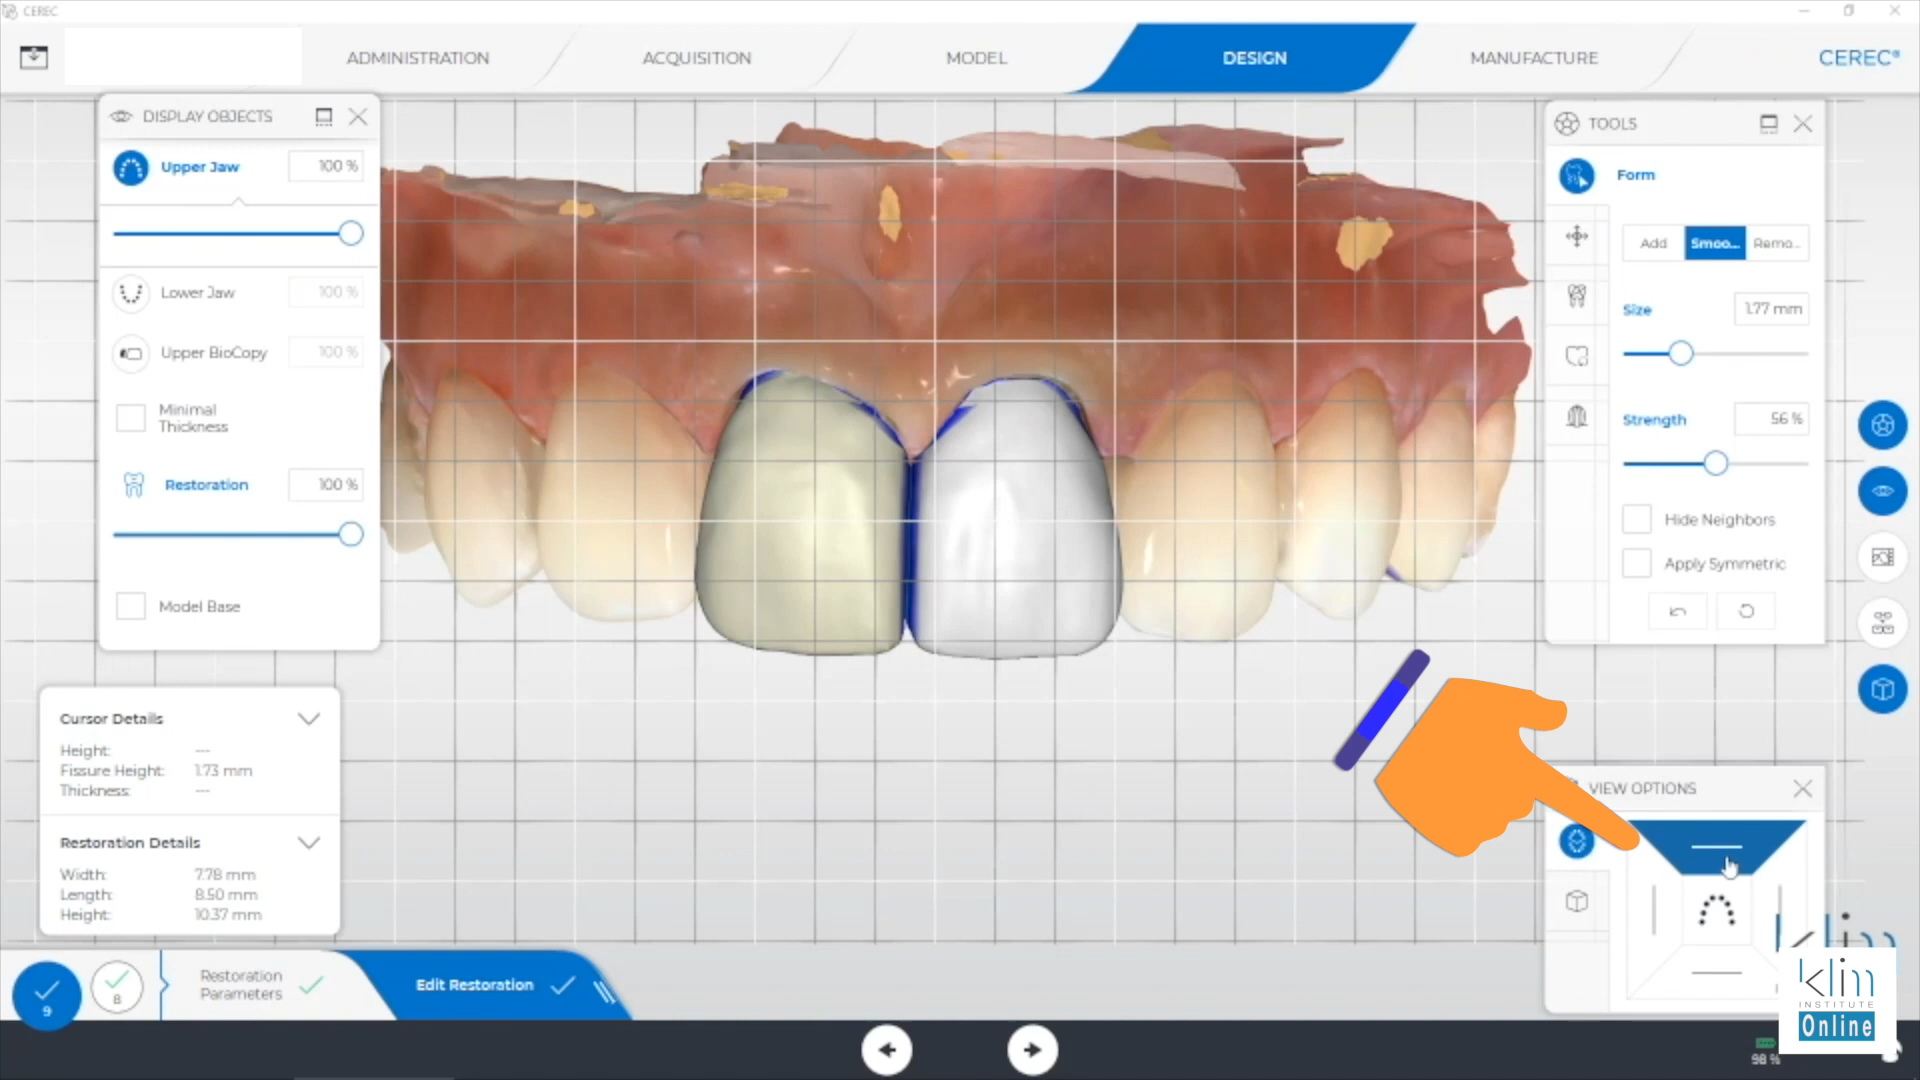 CEREC
ADMINISTRATION
ACQUISITION
MODEL
DESIGN
MANUFACTURE
CEREC®
DISPLAY OBJECTS
Upper Jaw 100 %
Lower Jaw 100 %
Upper BioCopy 100 %
Minimal
Thickness
Restoration 100 %
Model Base
Cursor Details
Height: ---
Fissure Height: 1.73 mm
Thickness: ---
Restoration Details
Width: 7.78 mm
Length: 8.50 mm
Height: 10.37 mm
TOOLS
Form
Add Smoo... Remo...
Size 1.77 mm
Strength 56 %
Hide Neighbors
Apply Symmetric
VIEW OPTIONS
9
8
Restoration
Parameters
Edit Restoration
98 %
klim
INSTITUTE
Online